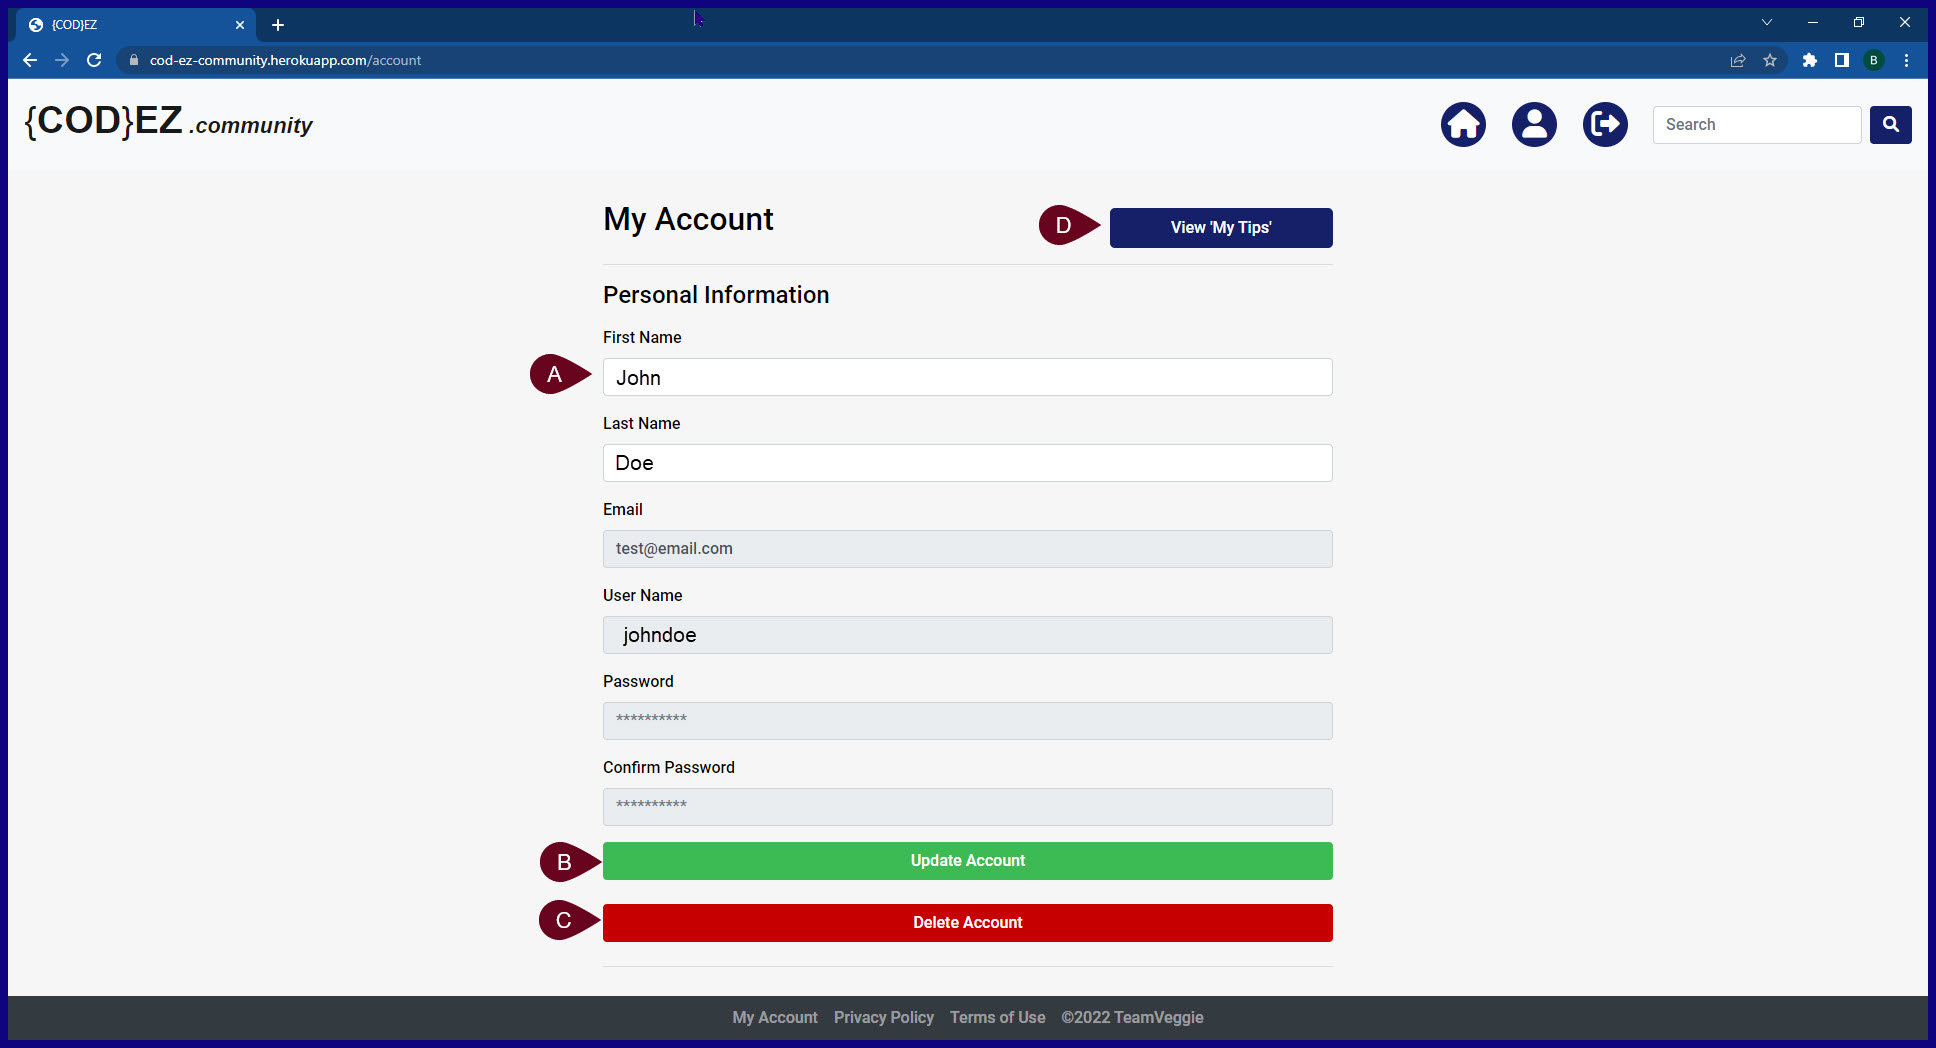 {COD}EZ
cod-ez-community.herokuapp.com/account
B
{COD}EZ .community
Search
My Account
D
View 'My Tips'
Personal Information
First Name
A
John
Last Name
Doe
Email
test@email.com
User Name
johndoe
Password
**********
Confirm Password
**********
B
Update Account
C
Delete Account
My Account Privacy Policy Terms of Use ©2022 TeamVeggie